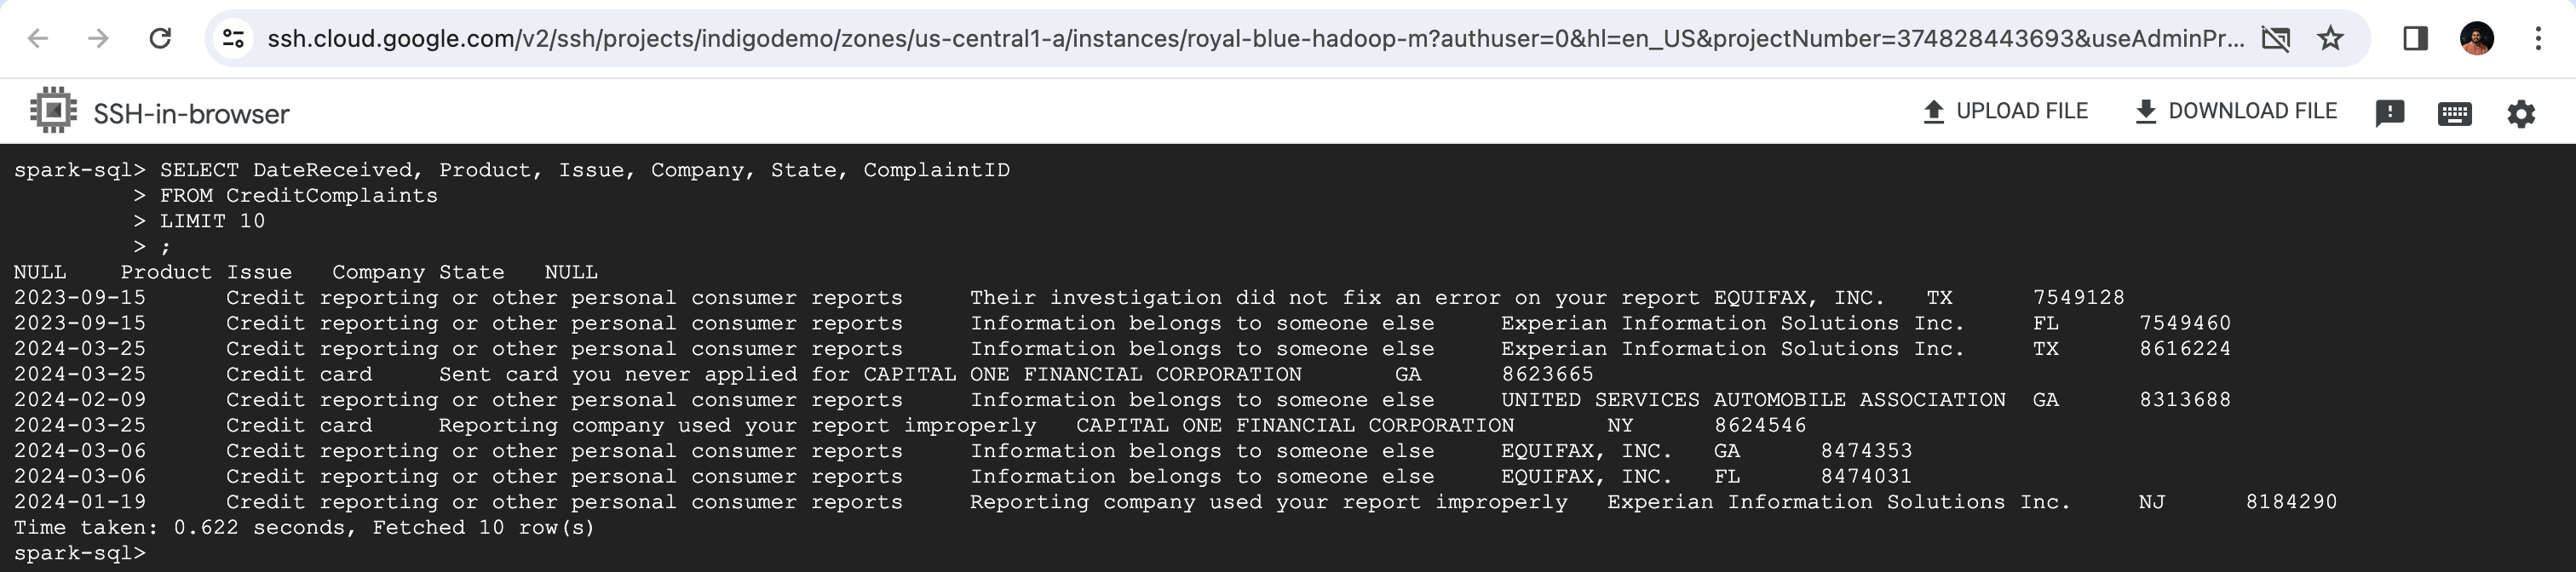 ssh.cloud.google.com/v2/ssh/projects/indigodemo/zones/us-central1-a/instances/royal-blue-hadoop-m?authuser=0&hl=en_US&projectNumber=374828443693&useAdminPr...
SSH-in-browser
UPLOAD FILE
DOWNLOAD FILE
spark-sql> SELECT DateReceived, Product, Issue, Company, State, ComplaintID
> FROM CreditComplaints
> LIMIT 10
> ;
NULL Product Issue Company State NULL
2023-09-15 Credit reporting or other personal consumer reports Their investigation did not fix an error on your report EQUIFAX, INC. TX 7549128
2023-09-15 Credit reporting or other personal consumer reports Information belongs to someone else Experian Information Solutions Inc. FL 7549460
2024-03-25 Credit reporting or other personal consumer reports Information belongs to someone else Experian Information Solutions Inc. TX 8616224
2024-03-25 Credit card Sent card you never applied for CAPITAL ONE FINANCIAL CORPORATION GA 8623665
2024-02-09 Credit reporting or other personal consumer reports Information belongs to someone else UNITED SERVICES AUTOMOBILE ASSOCIATION GA 8313688
2024-03-25 Credit card Reporting company used your report improperly CAPITAL ONE FINANCIAL CORPORATION NY 8624546
2024-03-06 Credit reporting or other personal consumer reports Information belongs to someone else EQUIFAX, INC. GA 8474353
2024-03-06 Credit reporting or other personal consumer reports Information belongs to someone else EQUIFAX, INC. FL 8474031
2024-01-19 Credit reporting or other personal consumer reports Reporting company used your report improperly Experian Information Solutions Inc. NJ 8184290
Time taken: 0.622 seconds, Fetched 10 row(s)
spark-sql>